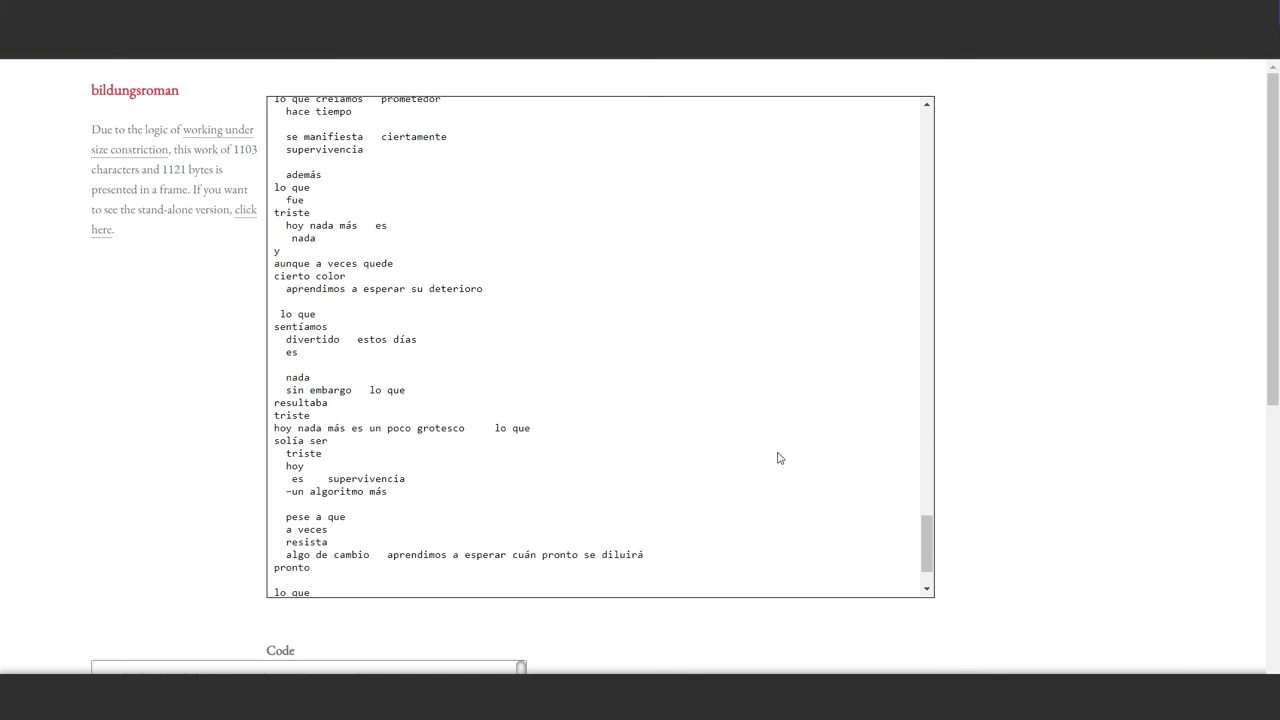 bildungsroman
Due to the logic of working under
size constriction, this work of 1103
characters and 1121 bytes is
presented in a frame. If you want
to see the stand-alone version, click
here.
lo que creíamos   prometedor
hace tiempo
se manifiesta   ciertamente
supervivencia
además
lo que
fue
triste
hoy nada más   es
nada
y
aunque a veces quede
cierto color
aprendimos a esperar su deterioro
lo que
sentíamos
divertido   estos días
es
nada
sin embargo   lo que
resultaba
triste
hoy nada más es un poco grotesco     lo que
solía ser
triste
hoy
es    supervivencia
–un algoritmo más
pese a que
a veces
resista
algo de cambio   aprendimos a esperar cuán pronto se diluirá
pronto
lo que
Code